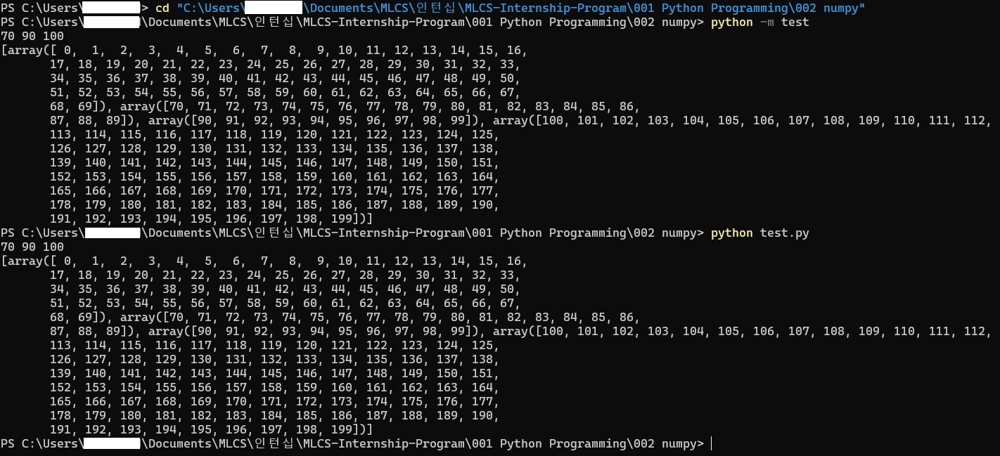 PS C:\Users\> cd "C:\Users\\Documents\MLCS\인턴십\MLCS-Internship-Program\001 Python Programming\002 numpy"
PS C:\Users\\Documents\MLCS\인턴십\MLCS-Internship-Program\001 Python Programming\002 numpy> python -m test
70 90 100
[array([ 0,  1,  2,  3,  4,  5,  6,  7,  8,  9, 10, 11, 12, 13, 14, 15, 16,
       17, 18, 19, 20, 21, 22, 23, 24, 25, 26, 27, 28, 29, 30, 31, 32, 33,
       34, 35, 36, 37, 38, 39, 40, 41, 42, 43, 44, 45, 46, 47, 48, 49, 50,
       51, 52, 53, 54, 55, 56, 57, 58, 59, 60, 61, 62, 63, 64, 65, 66, 67,
       68, 69]), array([70, 71, 72, 73, 74, 75, 76, 77, 78, 79, 80, 81, 82, 83, 84, 85, 86,
       87, 88, 89]), array([90, 91, 92, 93, 94, 95, 96, 97, 98, 99]), array([100, 101, 102, 103, 104, 105, 106, 107, 108, 109, 110, 111, 112,
       113, 114, 115, 116, 117, 118, 119, 120, 121, 122, 123, 124, 125,
       126, 127, 128, 129, 130, 131, 132, 133, 134, 135, 136, 137, 138,
       139, 140, 141, 142, 143, 144, 145, 146, 147, 148, 149, 150, 151,
       152, 153, 154, 155, 156, 157, 158, 159, 160, 161, 162, 163, 164,
       165, 166, 167, 168, 169, 170, 171, 172, 173, 174, 175, 176, 177,
       178, 179, 180, 181, 182, 183, 184, 185, 186, 187, 188, 189, 190,
       191, 192, 193, 194, 195, 196, 197, 198, 199])]
PS C:\Users\\Documents\MLCS\인턴십\MLCS-Internship-Program\001 Python Programming\002 numpy> python test.py
70 90 100
[array([ 0,  1,  2,  3,  4,  5,  6,  7,  8,  9, 10, 11, 12, 13, 14, 15, 16,
       17, 18, 19, 20, 21, 22, 23, 24, 25, 26, 27, 28, 29, 30, 31, 32, 33,
       34, 35, 36, 37, 38, 39, 40, 41, 42, 43, 44, 45, 46, 47, 48, 49, 50,
       51, 52, 53, 54, 55, 56, 57, 58, 59, 60, 61, 62, 63, 64, 65, 66, 67,
       68, 69]), array([70, 71, 72, 73, 74, 75, 76, 77, 78, 79, 80, 81, 82, 83, 84, 85, 86,
       87, 88, 89]), array([90, 91, 92, 93, 94, 95, 96, 97, 98, 99]), array([100, 101, 102, 103, 104, 105, 106, 107, 108, 109, 110, 111, 112,
       113, 114, 115, 116, 117, 118, 119, 120, 121, 122, 123, 124, 125,
       126, 127, 128, 129, 130, 131, 132, 133, 134, 135, 136, 137, 138,
       139, 140, 141, 142, 143, 144, 145, 146, 147, 148, 149, 150, 151,
       152, 153, 154, 155, 156, 157, 158, 159, 160, 161, 162, 163, 164,
       165, 166, 167, 168, 169, 170, 171, 172, 173, 174, 175, 176, 177,
       178, 179, 180, 181, 182, 183, 184, 185, 186, 187, 188, 189, 190,
       191, 192, 193, 194, 195, 196, 197, 198, 199])]
PS C:\Users\\Documents\MLCS\인턴십\MLCS-Internship-Program\001 Python Programming\002 numpy>